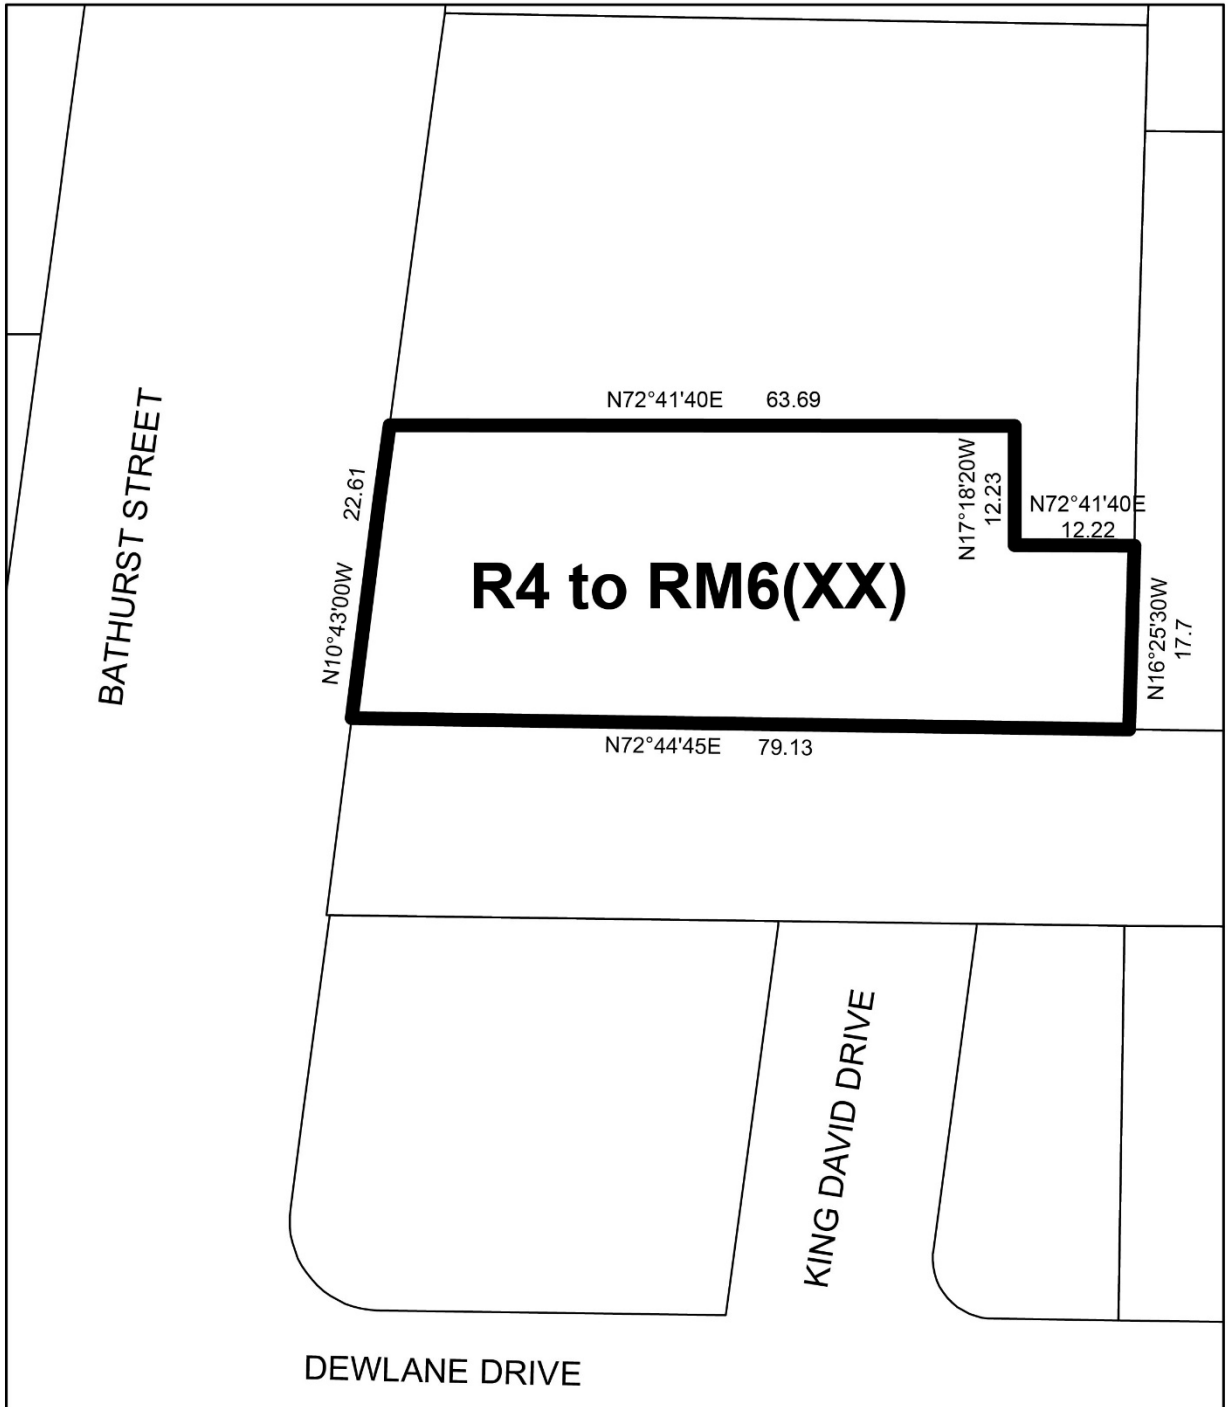 N72°41'40E 63.69
BATHURST STREET
22.61
N10°43'00W
N17°18'20W
12.23
N72°41'40E
12.22
R4 to RM6(XX)
N16°25'30W
17.7
N72°44'45E 79.13
KING DAVID DRIVE
DEWLANE DRIVE